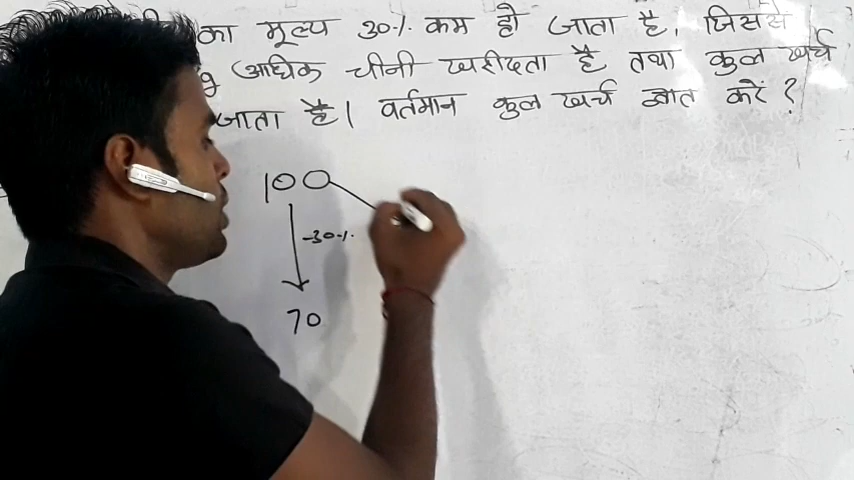 का मूल्य 30%. कम हो जाता है, जिससे
अधिक चीनी खरीदता है तथा कुल खर्च
जाता है। वर्तमान कुल खर्च ज्ञात करें ?
100
-30%
70